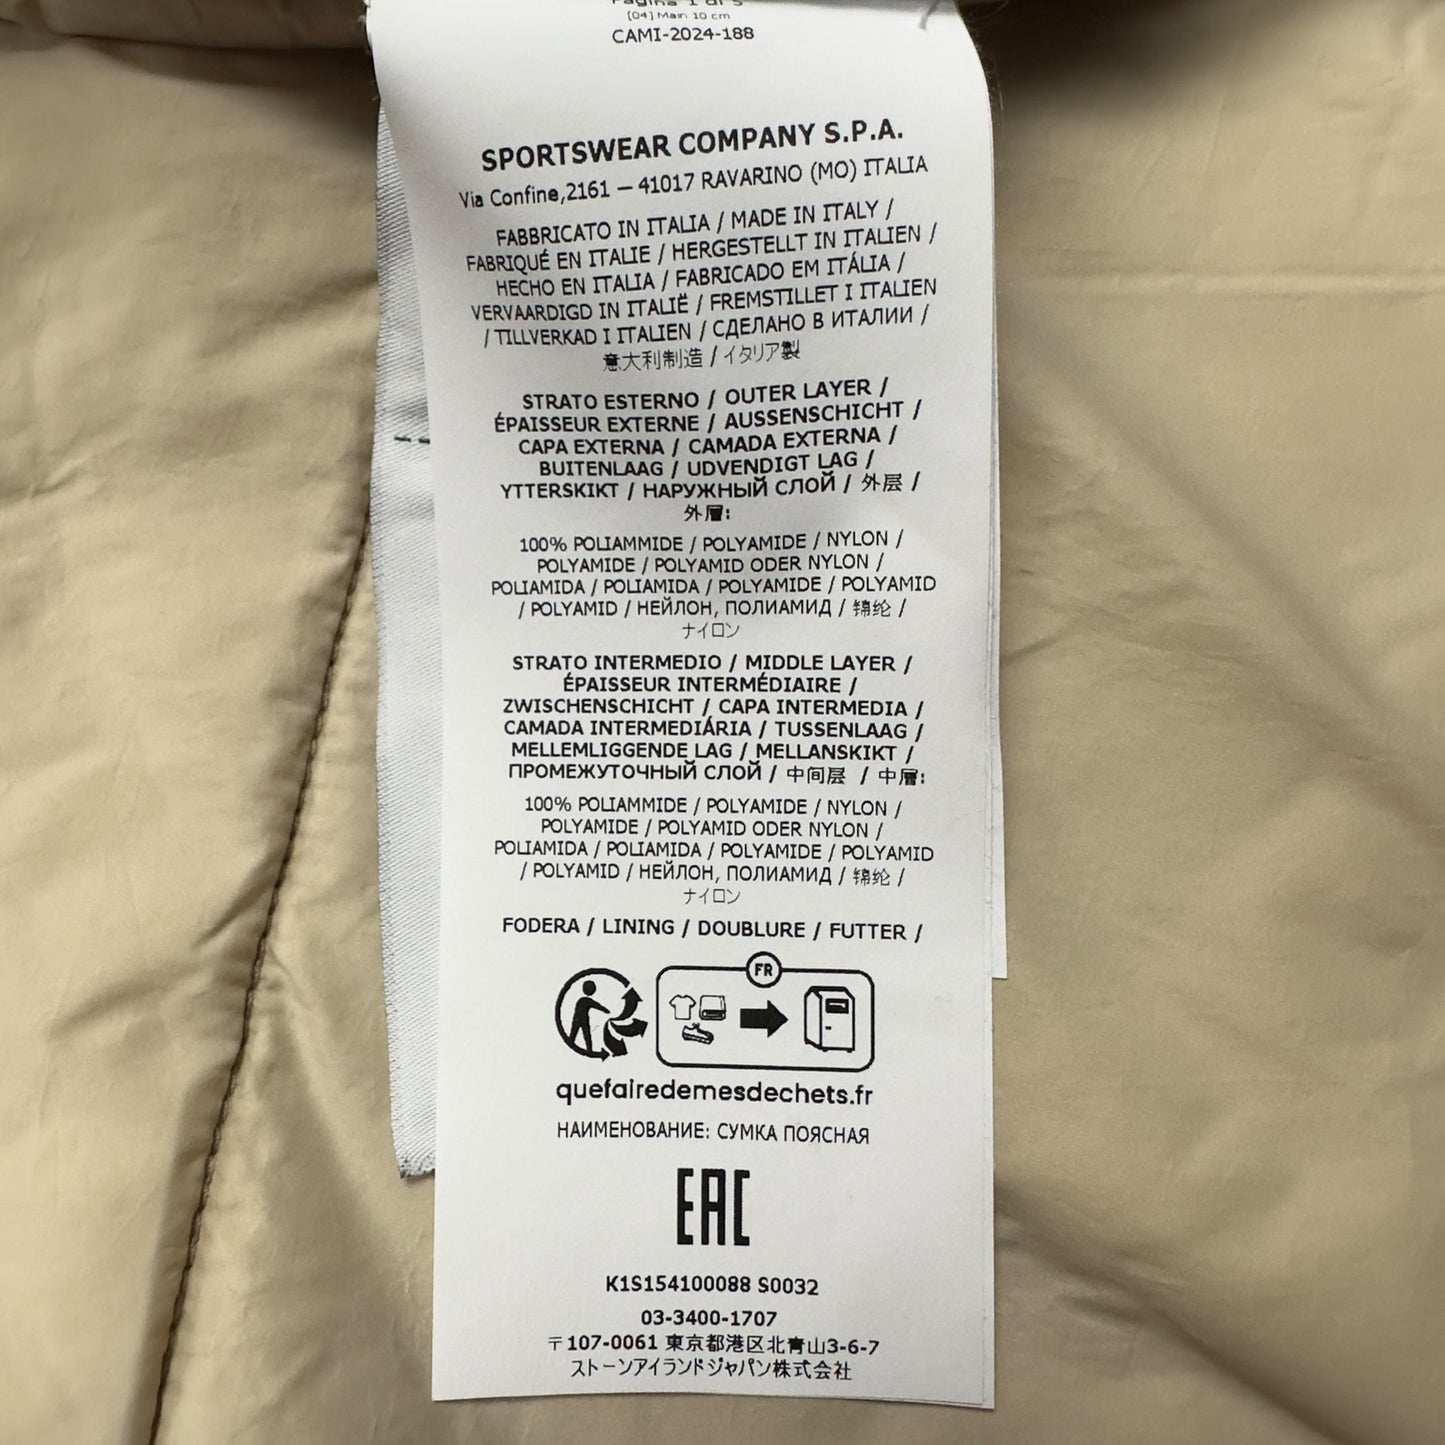 Pagina 1 di 5
[04] Main 10 cm
CAMI-2024-188
SPORTSWEAR COMPANY S.P.A.
Via Confine,2161 – 41017 RAVARINO (MO) ITALIA
FABBRICATO IN ITALIA / MADE IN ITALY /
FABRIQUÉ EN ITALIE / HERGESTELLT IN ITALIEN /
HECHO EN ITALIA / FABRICADO EM ITÁLIA /
VERVAARDIGD IN ITALIË / FREMSTILLET I ITALIEN
/ TILLVERKAD I ITALIEN / СДЕЛАНО В ИТАЛИИ /
意大利制造 / イタリア製
STRATO ESTERNO / OUTER LAYER /
ÉPAISSEUR EXTERNE / AUSSENSCHICHT /
CAPA EXTERNA / CAMADA EXTERNA /
BUITENLAAG / UDVENDIGT LAG /
YTTERSKIKT / НАРУЖНЫЙ СЛОЙ / 外层 /
外層:
100% POLIAMMIDE / POLYAMIDE / NYLON /
POLYAMIDE / POLYAMID ODER NYLON /
POLIAMIDA / POLIAMIDA / POLYAMIDE / POLYAMID
/ POLYAMID / НЕЙЛОН, ПОЛИАМИД / 锦纶 /
ナイロン
STRATO INTERMEDIO / MIDDLE LAYER /
ÉPAISSEUR INTERMÉDIAIRE /
ZWISCHENSCHICHT / CAPA INTERMEDIA /
CAMADA INTERMEDIÁRIA / TUSSENLAAG /
MELLEMLIGGENDE LAG / MELLANSKIKT /
ПРОМЕЖУТОЧНЫЙ СЛОЙ / 中间层 / 中層:
100% POLIAMMIDE / POLYAMIDE / NYLON /
POLYAMIDE / POLYAMID ODER NYLON /
POLIAMIDA / POLIAMIDA / POLYAMIDE / POLYAMID
/ POLYAMID / НЕЙЛОН, ПОЛИАМИД / 锦纶 /
ナイロン
FODERA / LINING / DOUBLURE / FUTTER /
FR
quefairedemesdechets.fr
НАИМЕНОВАНИЕ: СУМКА ПОЯСНАЯ
EAC
K1S154100088 S0032
03-3400-1707
〒107-0061 東京都港区北青山3-6-7
ストーンアイランドジャパン株式会社